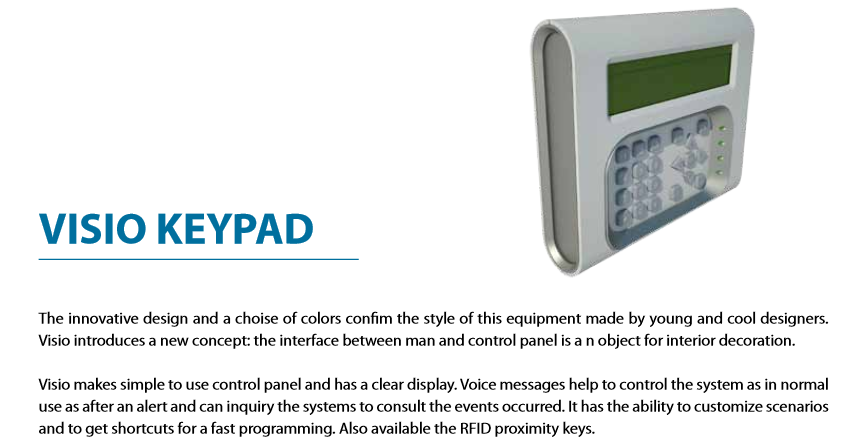 VISIO KEYPAD
The innovative design and a choise of colors confim the style of this equipment made by young and cool designers.
Visio introduces a new concept: the interface between man and control panel is a n object for interior decoration.
Visio makes simple to use control panel and has a clear display. Voice messages help to control the system as in normal
use as after an alert and can inquiry the systems to consult the events occurred. It has the ability to customize scenarios
and to get shortcuts for a fast programming. Also available the RFID proximity keys.